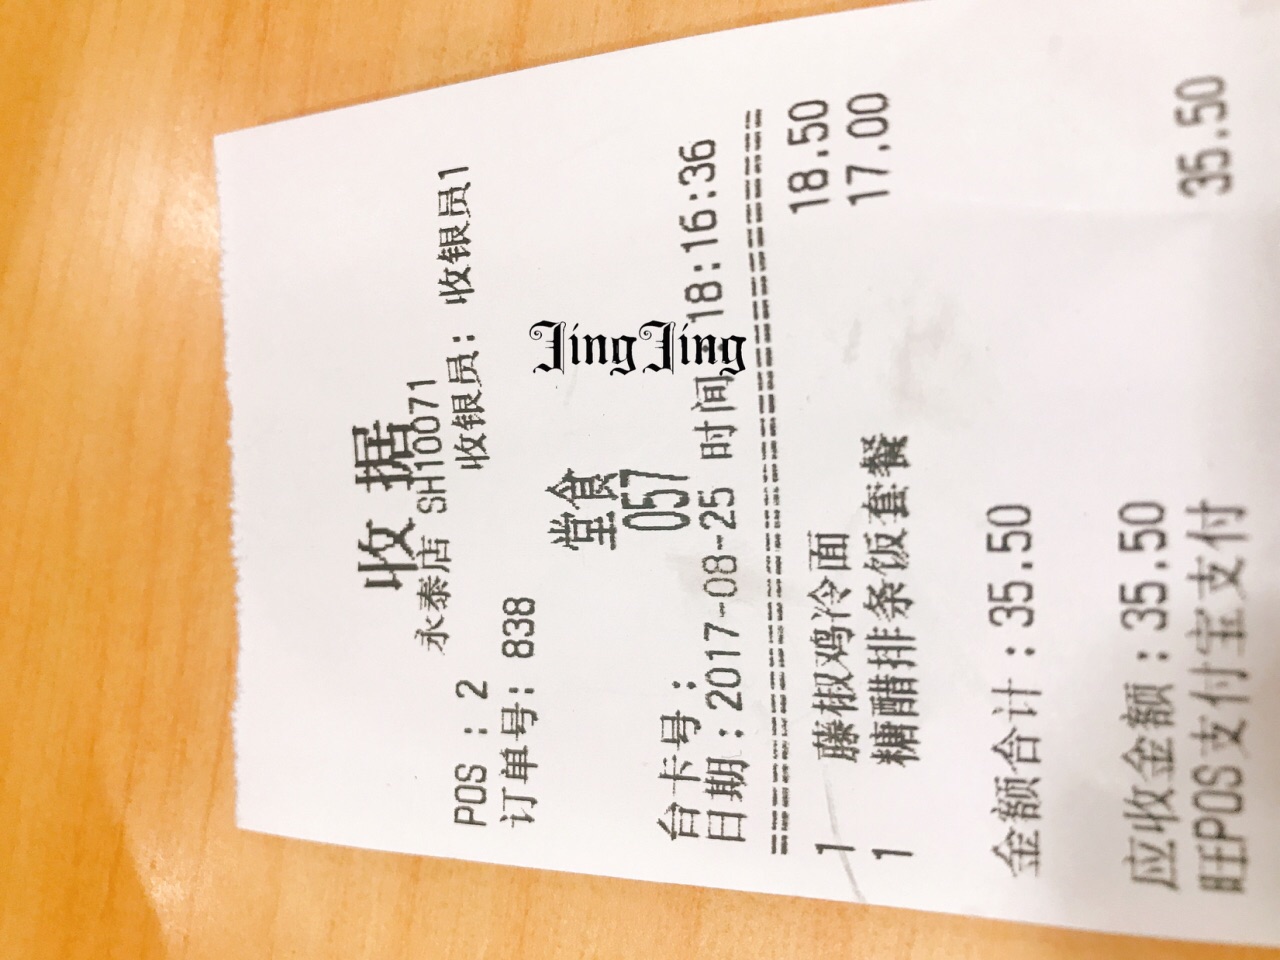 收据
永泰店 SH10071
POS : 2 收银员: 收银员1
订单号: 838
堂食
057
台卡号:
日期:2017-08-25 时间:18:16:36
==================================
1 藤椒鸡冷面 18.50
1 糖醋排条饭套餐 17.00
金额合计:35.50
应收金额:35.50
旺POS支付宝支付 35.50
JingJing